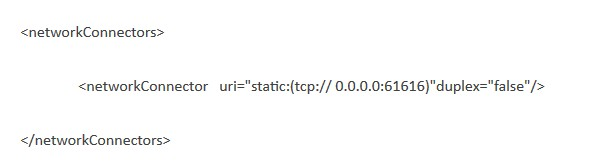 <networkConnectors>
<networkConnector uri="static:(tcp:// 0.0.0.0:61616)"duplex="false"/>
</networkConnectors>